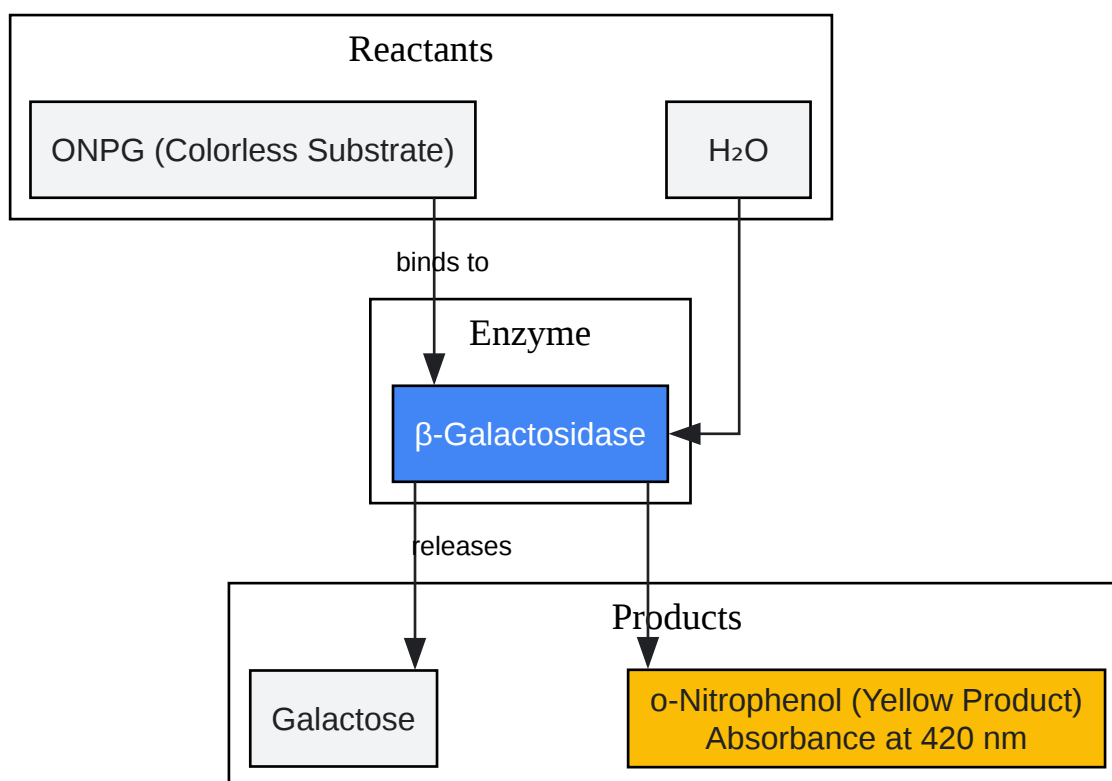 Reactants
ONPG (Colorless Substrate)
H₂O
binds to
Enzyme
β-Galactosidase
releases
Products
Galactose
o-Nitrophenol (Yellow Product)
Absorbance at 420 nm